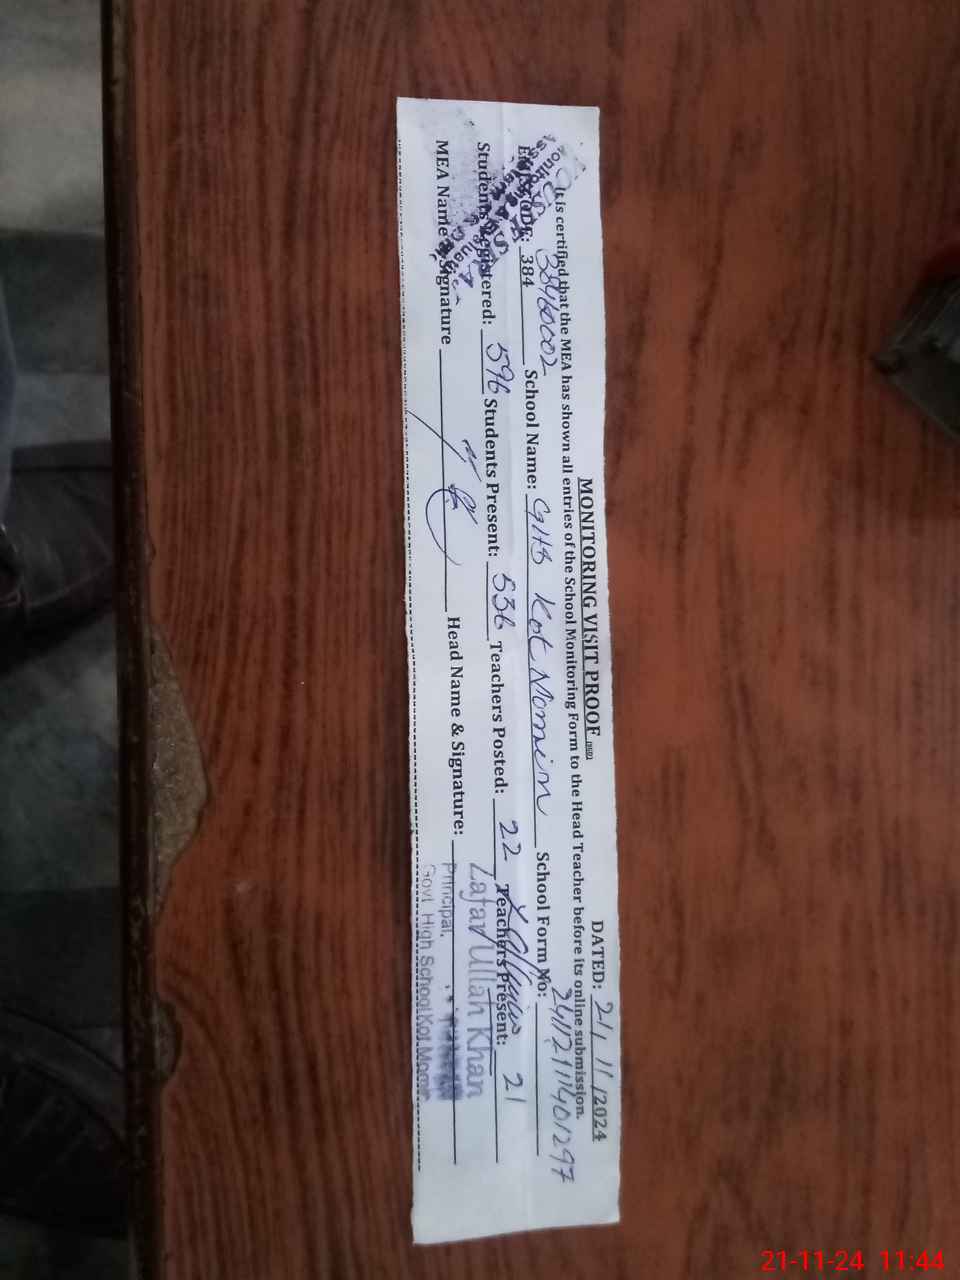 MONITORING VISIT PROOF
DATED: 21/11/2024
It is certified that the MEA has shown all entries of the School Monitoring Form to the Head Teacher before its online submission.
EMIS CODE: 384 38460002 School Name: GHS Kot Momin School Form No: 24112111401297
Students Registered: 596 Students Present: 536 Teachers Posted: 22 Teachers Present: 21
MEA Name & Signature Head Name & Signature:
Zafar Ullah Khan
Principal,
Govt High School Kot Momin
21-11-24 11:44